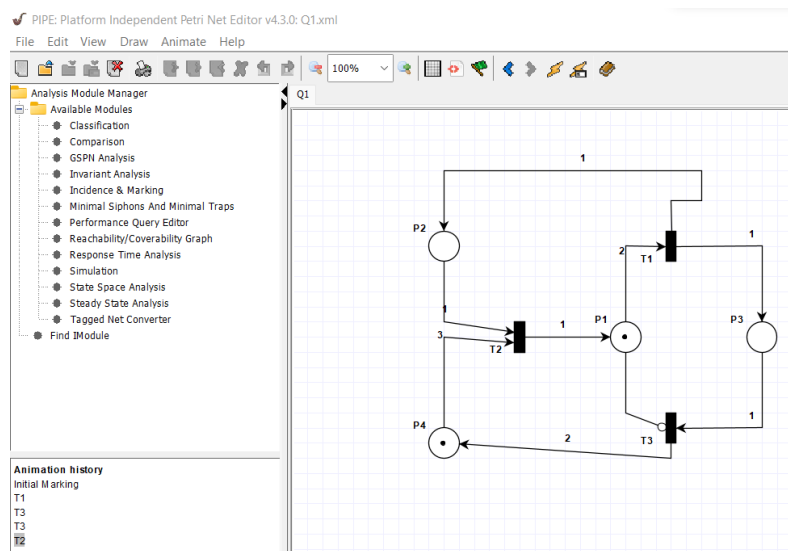 PIPE: Platform Independent Petri Net Editor v4.3.0: Q1.xml
File Edit View Draw Animate Help
100%
Analysis Module Manager
Available Modules
Classification
Comparison
GSPN Analysis
Invariant Analysis
Incidence & Marking
Minimal Siphons And Minimal Traps
Performance Query Editor
Reachability/Coverability Graph
Response Time Analysis
Simulation
State Space Analysis
Steady State Analysis
Tagged Net Converter
Find IModule
Animation history
Initial Marking
T1
T3
T3
T2
Q1
1
P2
2
T1
1
1
3
T2
1
P1
P3
P4
2
T3
1